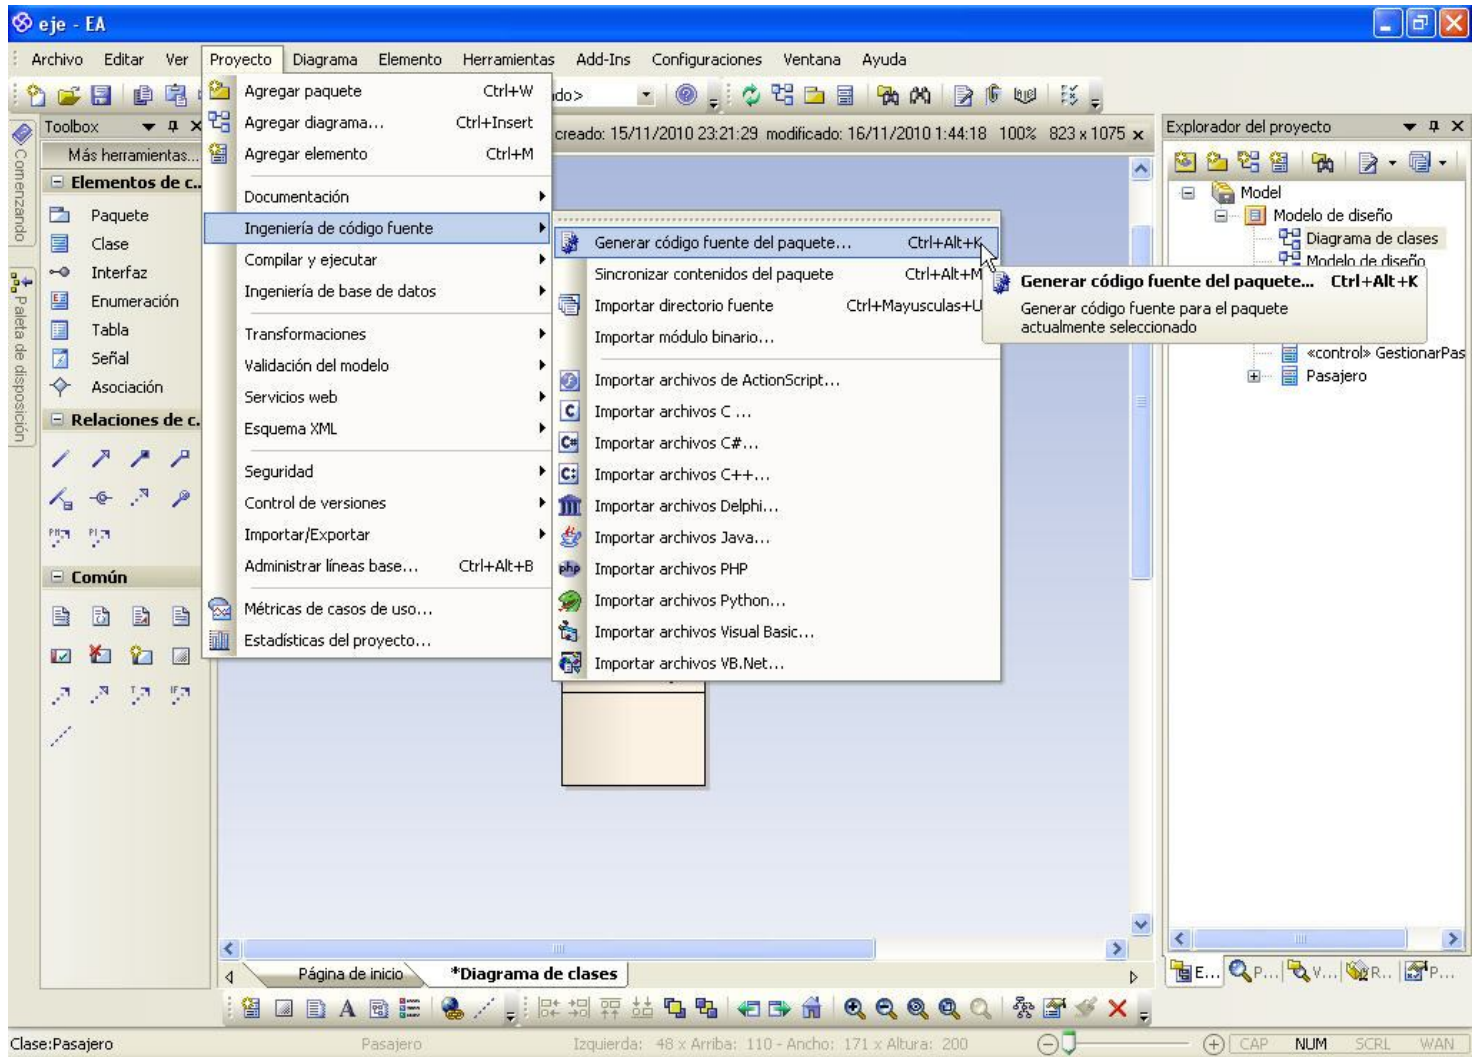 eje - EA
Archivo Editar Ver Proyecto Diagrama Elemento Herramientas Add-Ins Configuraciones Ventana Ayuda
Toolbox
Más herramientas...
Elementos de c..
Paquete
Clase
Interfaz
Enumeración
Tabla
Señal
Asociación
Relaciones de c.
Común
Comenzando
Paleta de disposición
Agregar paquete Ctrl+W
Agregar diagrama... Ctrl+Insert
Agregar elemento Ctrl+M
Documentación
Ingeniería de código fuente
Compilar y ejecutar
Ingeniería de base de datos
Transformaciones
Validación del modelo
Servicios web
Esquema XML
Seguridad
Control de versiones
Importar/Exportar
Administrar líneas base... Ctrl+Alt+B
Métricas de casos de uso...
Estadísticas del proyecto...
do>
creado: 15/11/2010 23:21:29 modificado: 16/11/2010 1:44:18 100% 823 x 1075
Generar código fuente del paquete... Ctrl+Alt+K
Sincronizar contenidos del paquete Ctrl+Alt+M
Importar directorio fuente Ctrl+Mayusculas+U
Importar módulo binario...
Importar archivos de ActionScript...
Importar archivos C ...
Importar archivos C#...
Importar archivos C++...
Importar archivos Delphi...
Importar archivos Java...
Importar archivos PHP
Importar archivos Python...
Importar archivos Visual Basic...
Importar archivos VB.Net...
Explorador del proyecto
Model
Modelo de diseño
Diagrama de clases
Modelo de diseño
Generar código fuente del paquete... Ctrl+Alt+K
Generar código fuente para el paquete
actualmente seleccionado
«control» GestionarPas
Pasajero
Página de inicio *Diagrama de clases
E... P... V... R... P...
Clase:Pasajero Pasajero Izquierda: 48 x Arriba: 110 - Ancho: 171 x Altura: 200 CAP NUM SCRL WAN